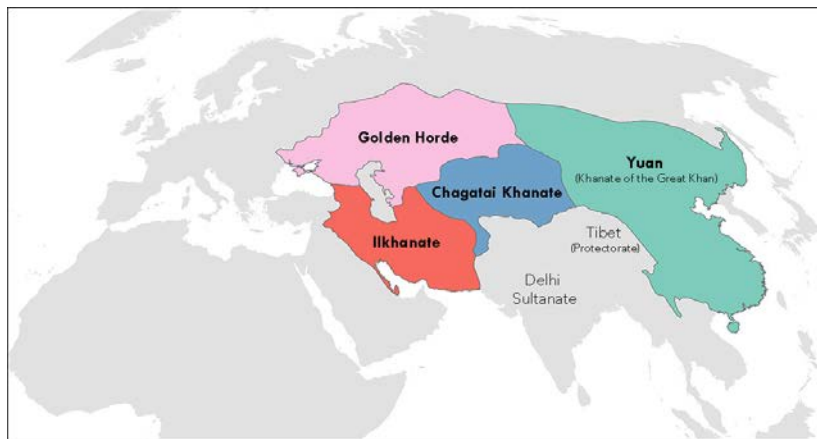 Golden Horde
Yuan
(Khanate of the Great Khan)
Chagatai Khanate
Ilkhanate
Tibet
(Protectorate)
Delhi
Sultanate